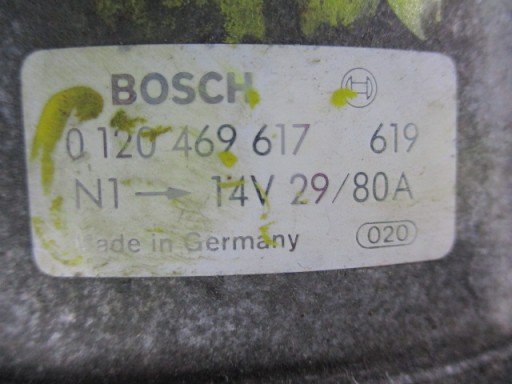 BOSCH
0 120 469 617 619
N1 → 14V 29/80A
Made in Germany 020